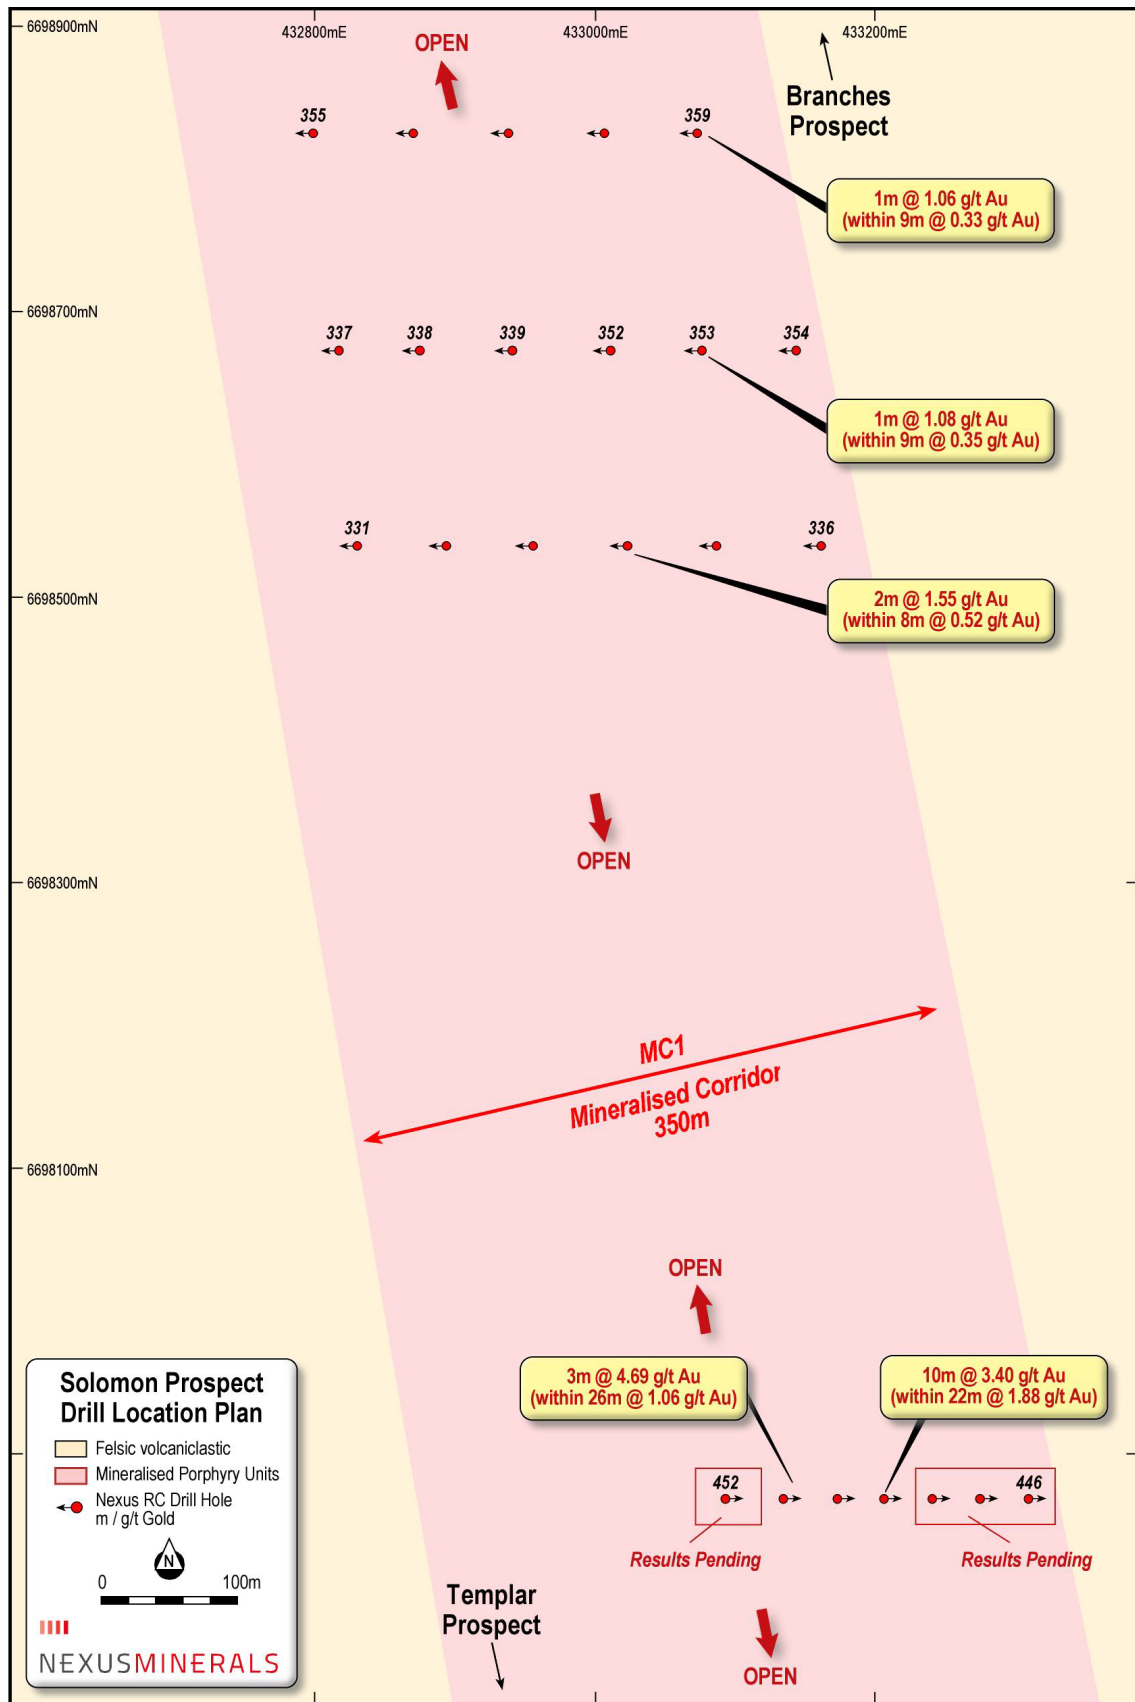 6698900mN
432800mE
433000mE
433200mE
OPEN
Branches
Prospect
355
359
1m @ 1.06 g/t Au
(within 9m @ 0.33 g/t Au)
6698700mN
337
338
339
352
353
354
1m @ 1.08 g/t Au
(within 9m @ 0.35 g/t Au)
331
336
6698500mN
2m @ 1.55 g/t Au
(within 8m @ 0.52 g/t Au)
OPEN
6698300mN
MC1
Mineralised Corridor
350m
6698100mN
OPEN
3m @ 4.69 g/t Au
(within 26m @ 1.06 g/t Au)
10m @ 3.40 g/t Au
(within 22m @ 1.88 g/t Au)
452
446
Results Pending
Results Pending
Templar
Prospect
OPEN
Solomon Prospect
Drill Location Plan
Felsic volcaniclastic
Mineralised Porphyry Units
Nexus RC Drill Hole
m / g/t Gold
N
0
100m
NEXUSMINERALS